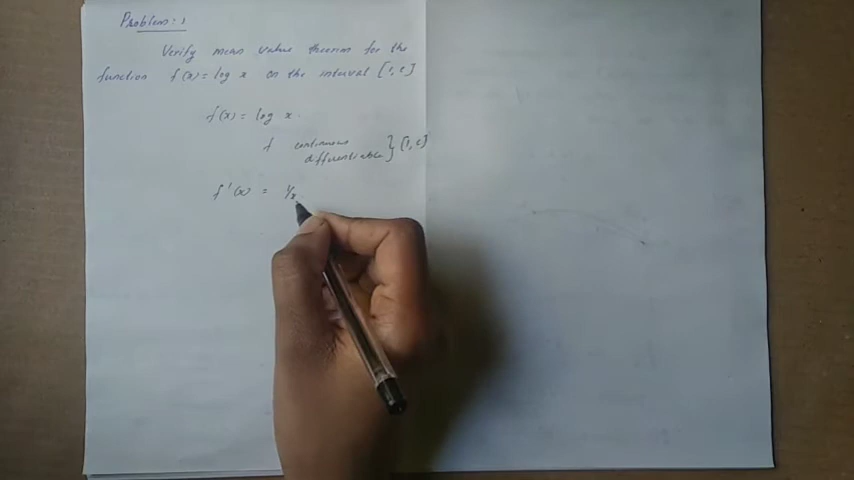 Problem: 1
Verify mean value theorem for the
function f(x) = log x on the interval [1, e]
f(x) = log x.
f continuous
differentiable } [1, e]
f'(x) = 1/x